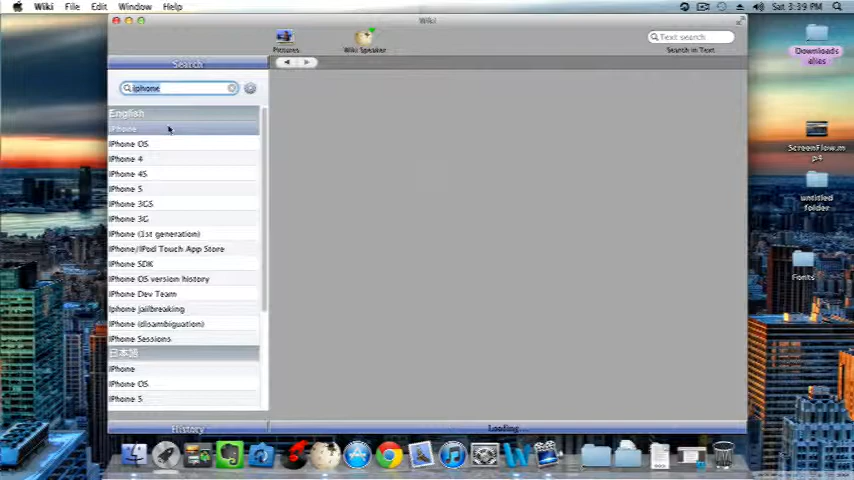 iMovie File Edit Window Help
Sat 3:39 PM
Wiki
Pictures
Wiki Speaker
Text search
Search in Text
Search
iphone
English
iPhone
iPhone OS
iPhone 4
iPhone 4S
iPhone 5
iPhone 3GS
iPhone 3G
iPhone (1st generation)
iPhone/iPod Touch App Store
iPhone SDK
iPhone OS version history
iPhone Dev Team
iphone jailbreaking
iPhone (disambiguation)
iPhone Sessions
日本語
iPhone
iPhone OS
iPhone 5
History
Loading...
Downloads
alias
ScreenFlow.m
p4
untitled
folder
Fonts